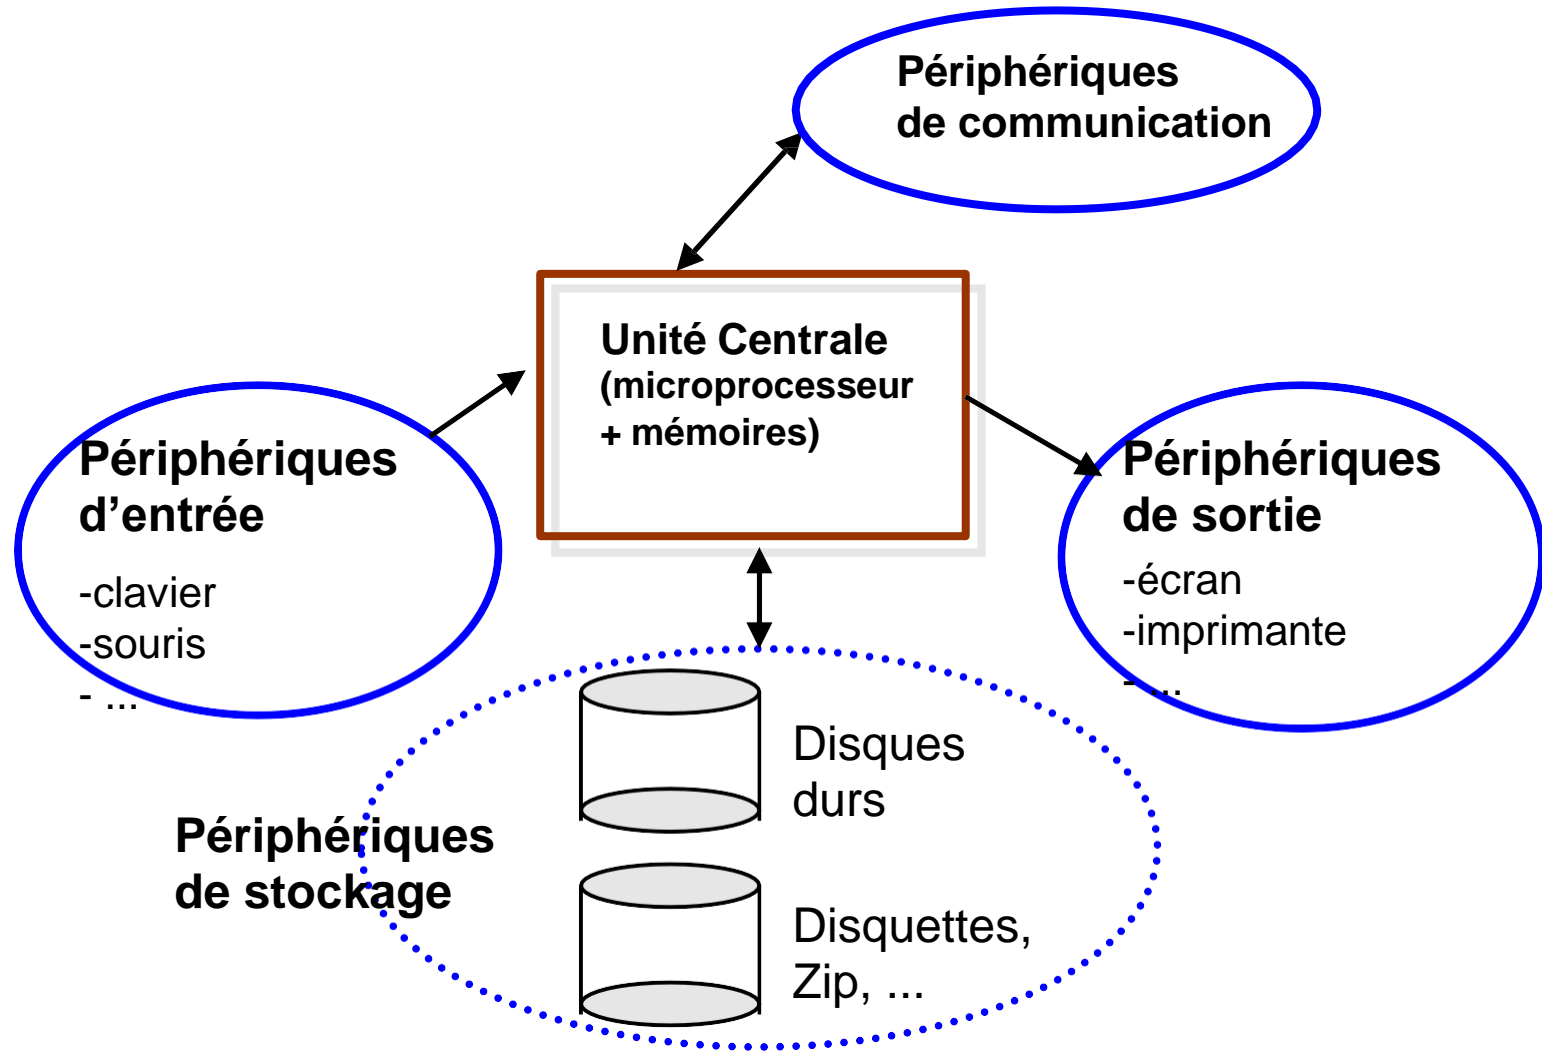 Périphériques
de communication
Unité Centrale
(microprocesseur
+ mémoires)
Périphériques
d’entrée
-clavier
-souris
- ...
Périphériques
de sortie
-écran
-imprimante
- ...
Périphériques
de stockage
Disques
durs
Disquettes,
Zip, ...